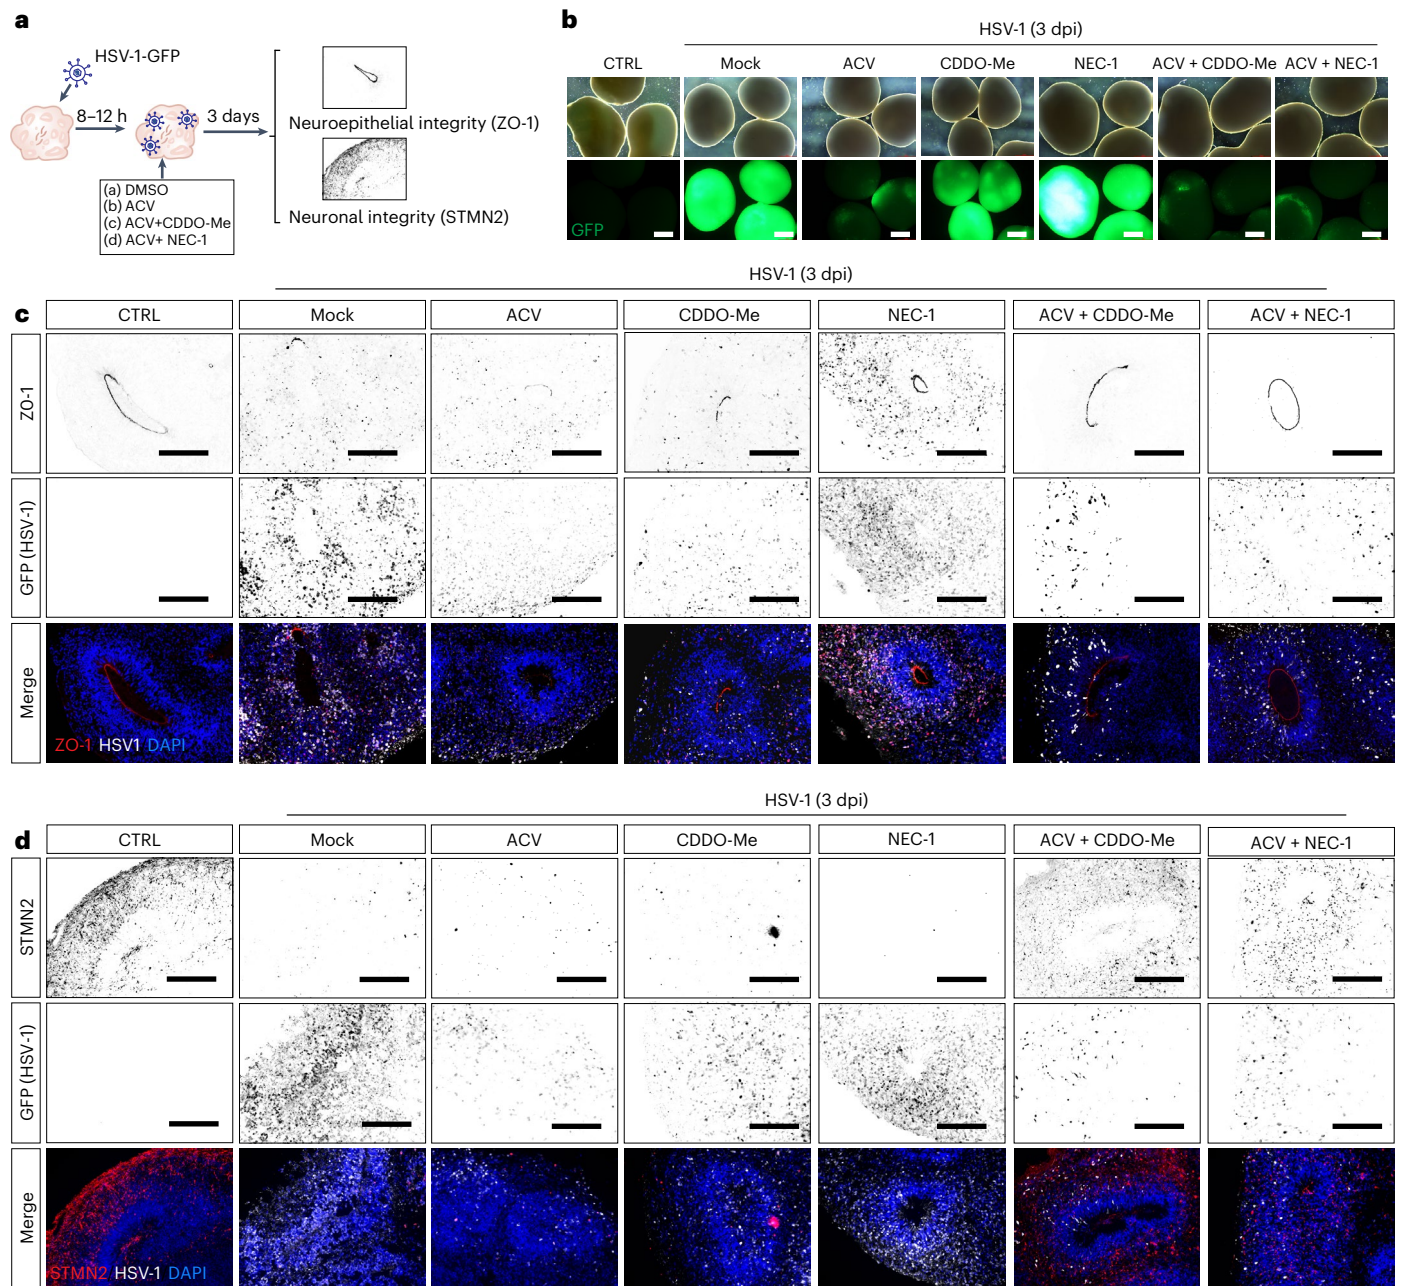 a
HSV-1-GFP
8–12 h
3 days
Neuroepithelial integrity (ZO-1)
Neuronal integrity (STMN2)
(a) DMSO
(b) ACV
(c) ACV+CDDO-Me
(d) ACV+ NEC-1
b
HSV-1 (3 dpi)
CTRL
Mock
ACV
CDDO-Me
NEC-1
ACV + CDDO-Me
ACV + NEC-1
GFP
HSV-1 (3 dpi)
c
CTRL
Mock
ACV
CDDO-Me
NEC-1
ACV + CDDO-Me
ACV + NEC-1
ZO-1
GFP (HSV-1)
Merge
ZO-1 HSV1 DAPI
HSV-1 (3 dpi)
d
CTRL
Mock
ACV
CDDO-Me
NEC-1
ACV + CDDO-Me
ACV + NEC-1
STMN2
GFP (HSV-1)
Merge
STMN2 HSV-1 DAPI